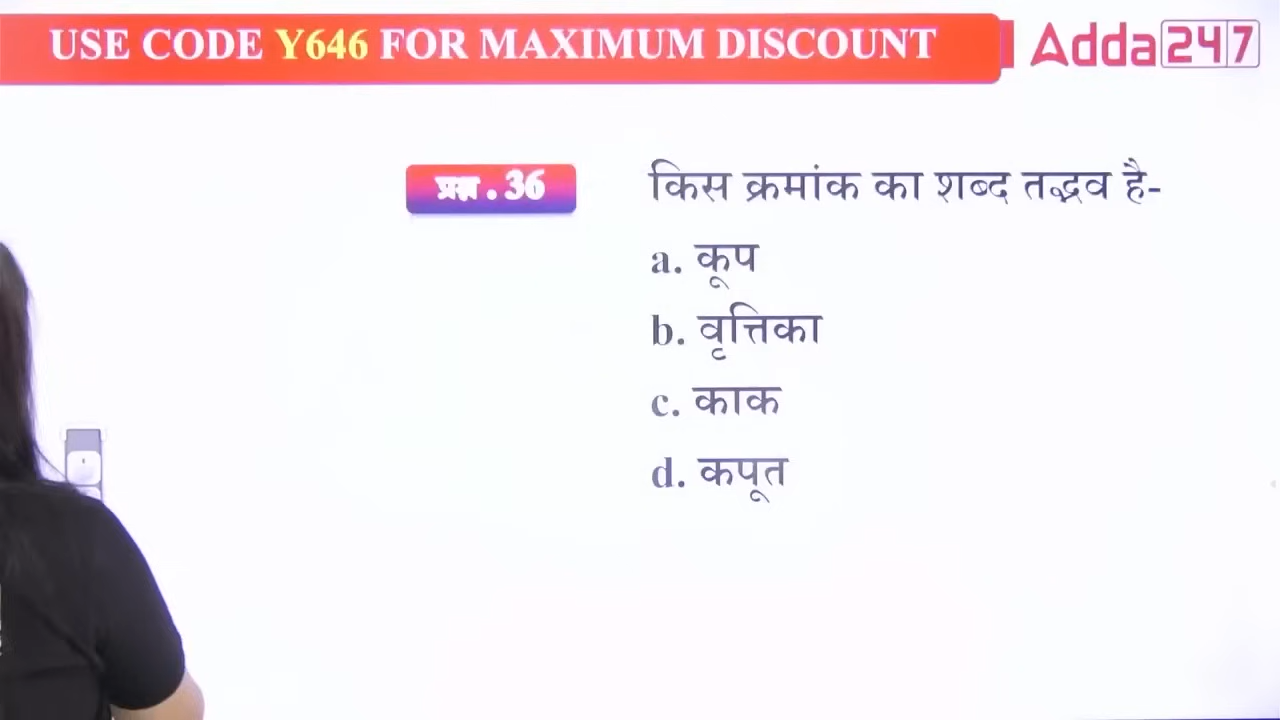 USE CODE Y646 FOR MAXIMUM DISCOUNT
Adda247
प्रश्न . 36
किस क्रमांक का शब्द तद्भव है-
a. कूप
b. वृत्तिका
c. काक
d. कपूत